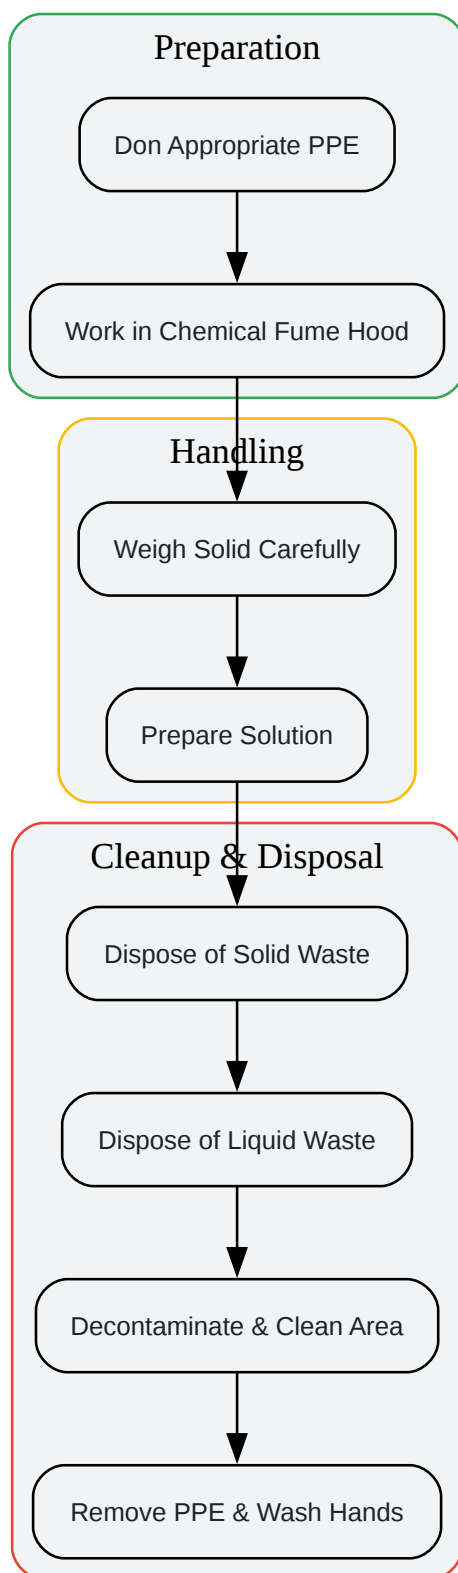 Preparation
Don Appropriate PPE
Work in Chemical Fume Hood
Handling
Weigh Solid Carefully
Prepare Solution
Cleanup & Disposal
Dispose of Solid Waste
Dispose of Liquid Waste
Decontaminate & Clean Area
Remove PPE & Wash Hands